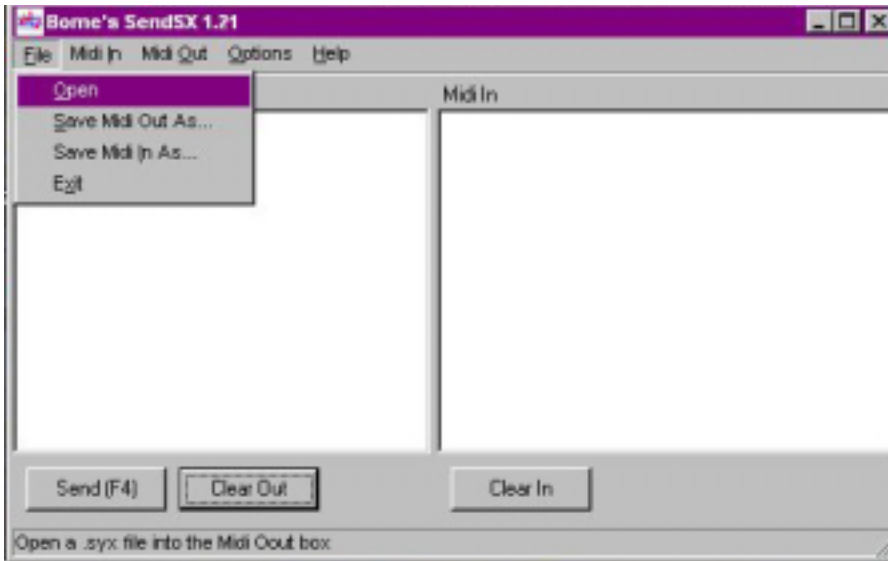 Borne's SendSX 1.21
File Midi In Midi Out Options Help
Open
Save Midi Out As...
Save Midi In As...
Exit
Midi In
Send (F4)
Clear Out
Clear In
Open a .syx file into the Midi Oout box